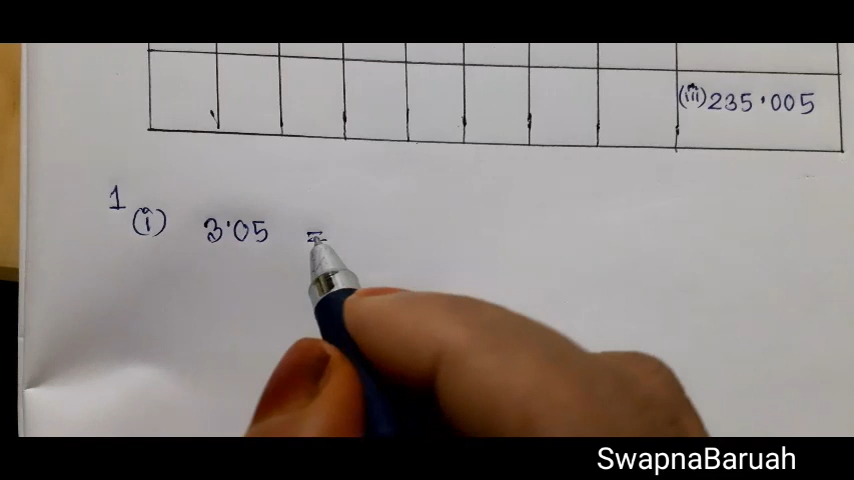 (iii) 235.005
1
(i) 3.05 =
SwapnaBaruah